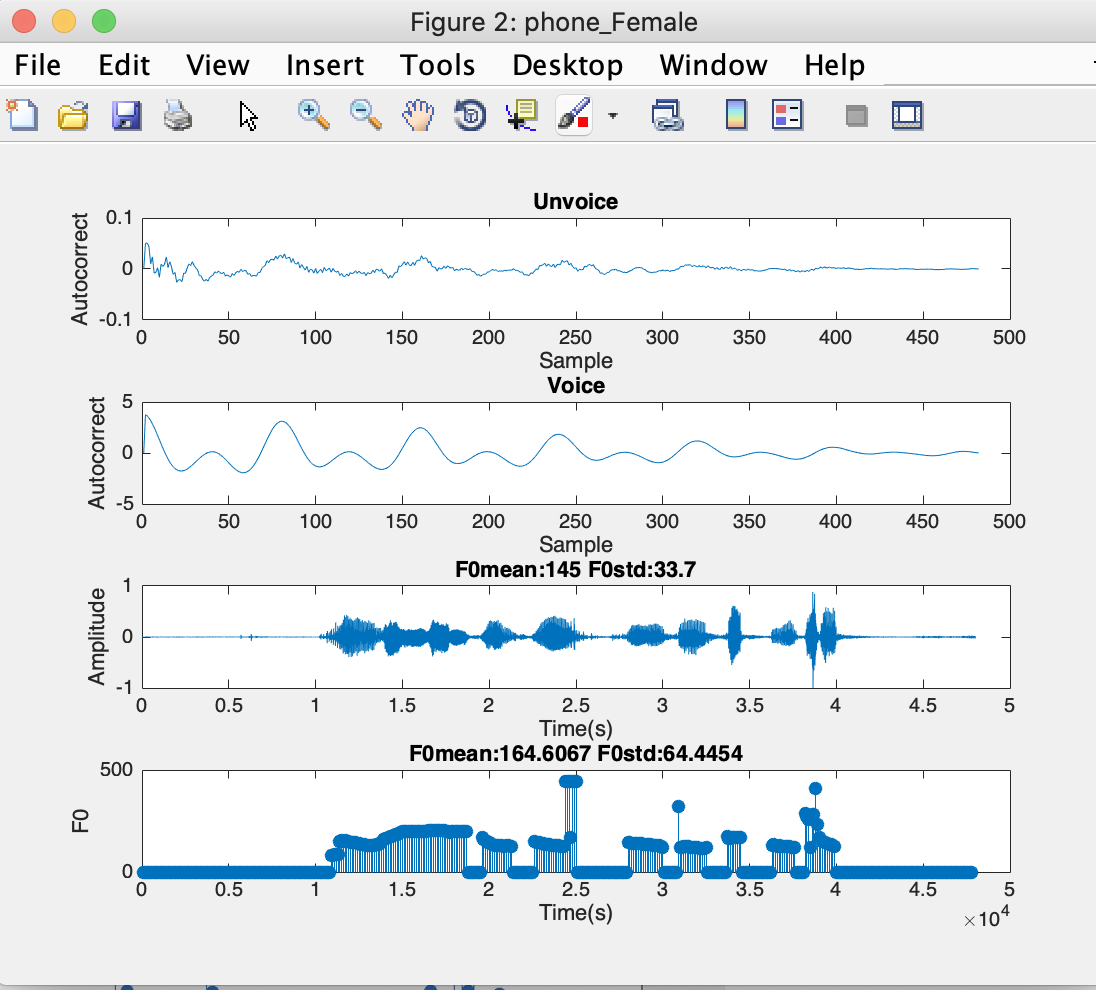 Figure 2: phone_Female
File Edit View Insert Tools Desktop Window Help
Unvoice
Autocorrect
0.1
0
-0.1
0 50 100 150 200 250 300 350 400 450 500
Sample
Voice
Autocorrect
5
0
-5
0 50 100 150 200 250 300 350 400 450 500
Sample
F0mean:145 F0std:33.7
Amplitude
1
0
-1
0 0.5 1 1.5 2 2.5 3 3.5 4 4.5 5
Time(s)
F0mean:164.6067 F0std:64.4454
F0
500
0
0 0.5 1 1.5 2 2.5 3 3.5 4 4.5 5
Time(s)
×10⁴